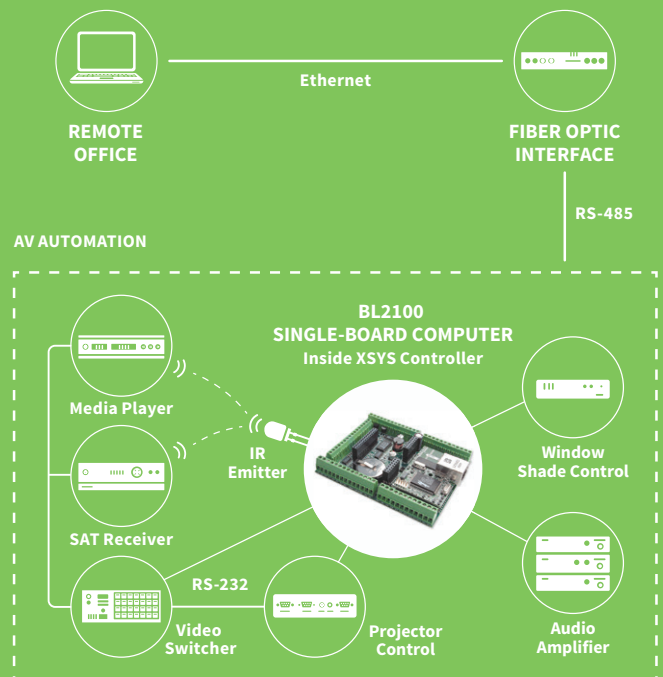 Ethernet
REMOTE
OFFICE
FIBER OPTIC
INTERFACE
RS-485
AV AUTOMATION
BL2100
SINGLE-BOARD COMPUTER
Inside XSYS Controller
Media Player
IR
Emitter
Window
Shade Control
SAT Receiver
RS-232
Video
Switcher
Projector
Control
Audio
Amplifier